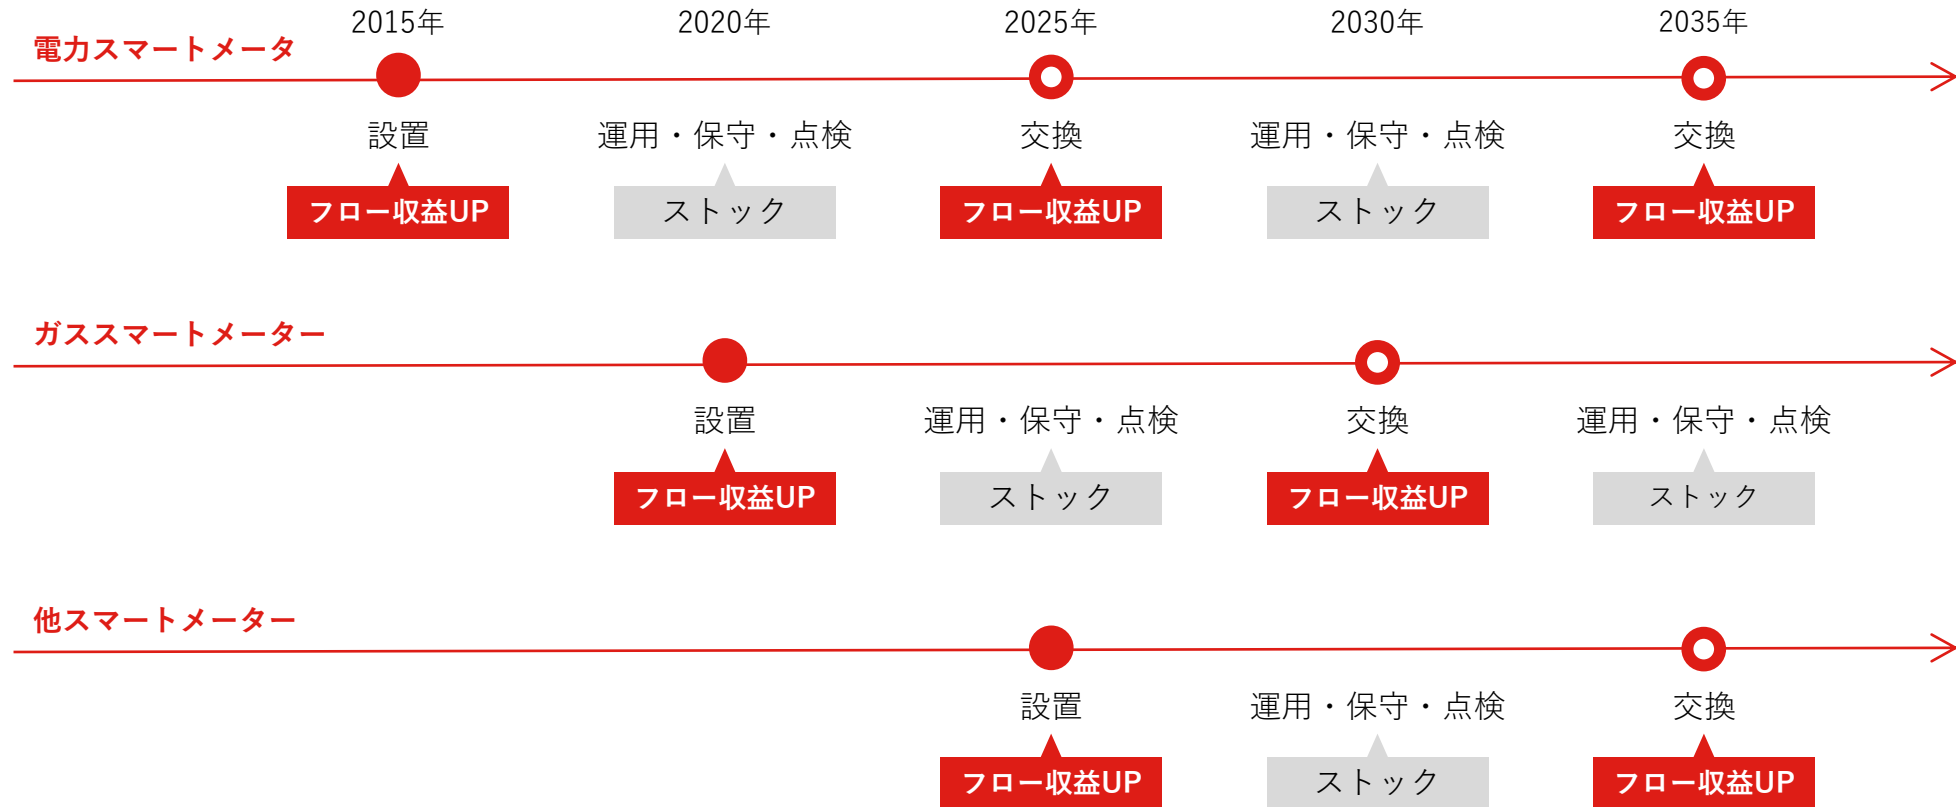 2015年 2020年 2025年 2030年 2035年
電力スマートメータ
設置 運用・保守・点検 交換 運用・保守・点検 交換
フロー収益UP ストック フロー収益UP ストック フロー収益UP
ガススマートメーター
設置 運用・保守・点検 交換 運用・保守・点検
フロー収益UP ストック フロー収益UP ストック
他スマートメーター
設置 運用・保守・点検 交換
フロー収益UP ストック フロー収益UP